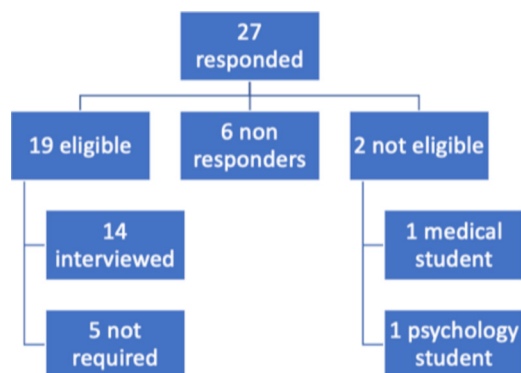 27
responded
19 eligible
6 non
responders
2 not eligible
14
interviewed
1 medical
student
5 not
required
1 psychology
student